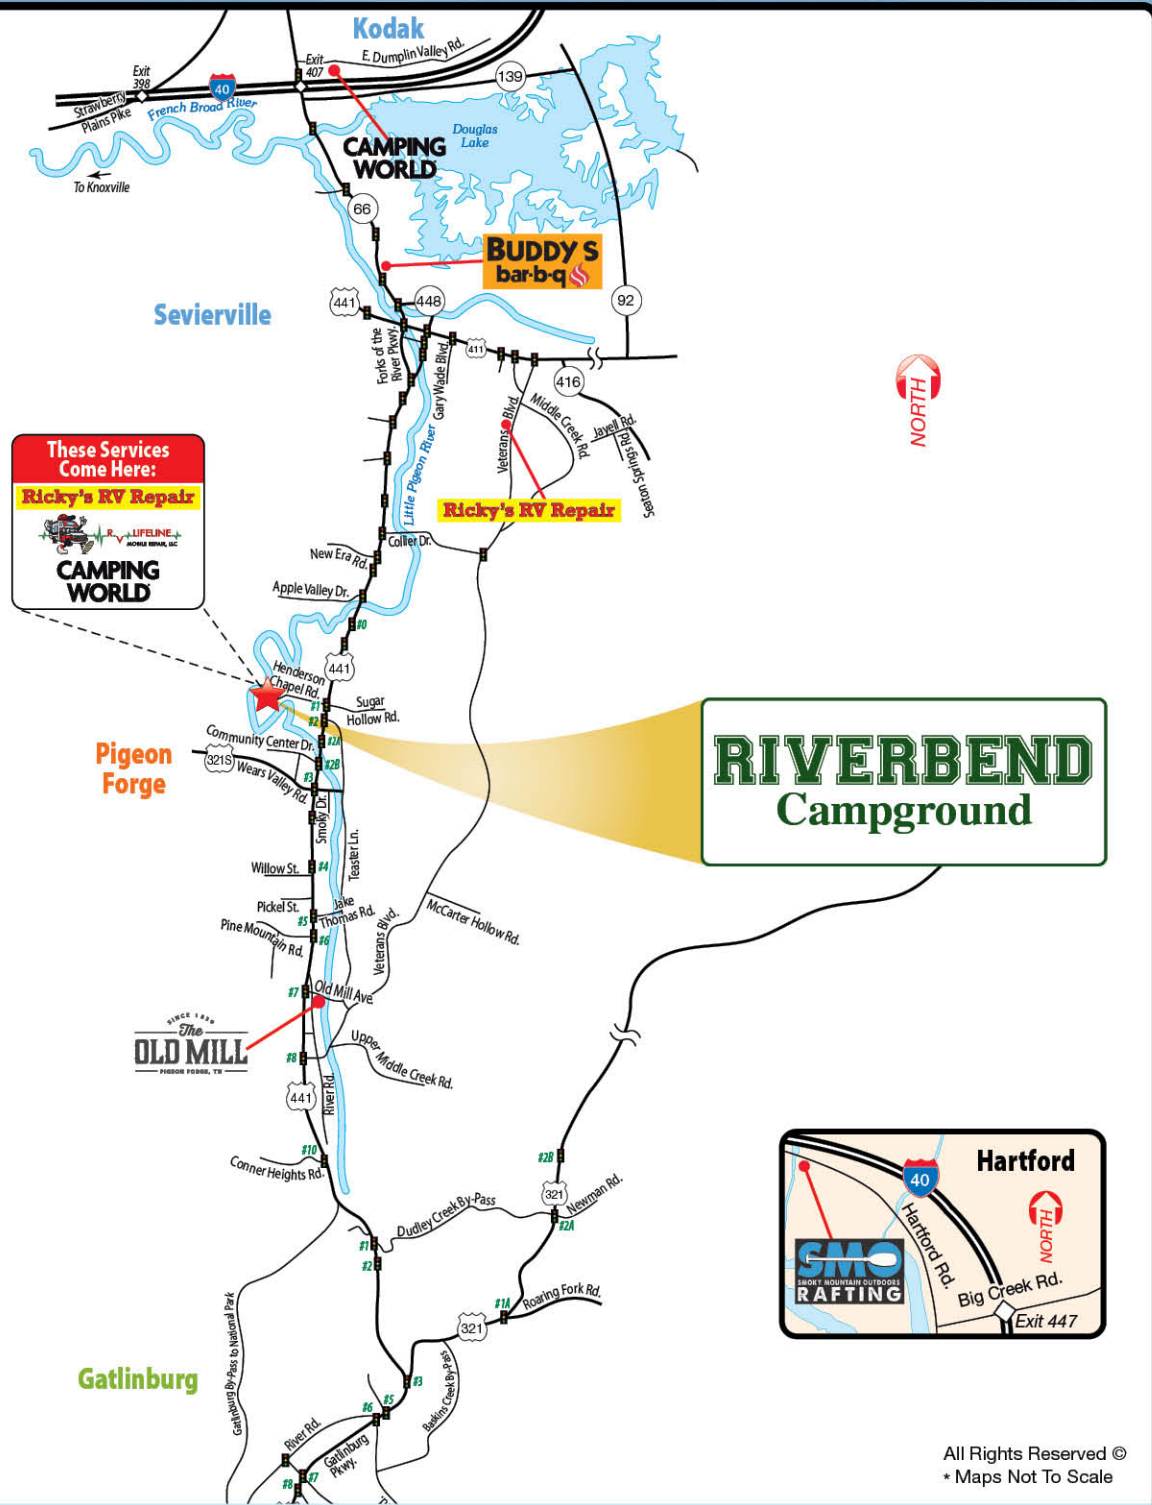 Kodak
Exit
407
E. Dumplin Valley Rd.
Exit
398
40
139
Strawberry
Plains Pike
French Broad River
To Knoxville
Douglas
Lake
CAMPING
WORLD
66
BUDDY'S
bar-b-q
Sevierville
441
448
92
Forks of the
River Pkwy.
Gary Wade Blvd.
411
416
Veterans Blvd.
Middle Creek Rd.
Jayell Rd.
Seaton Springs Rd.
NORTH
Little Pigeon River
These Services
Come Here:
Ricky's RV Repair
R.V. LIFELINE
MOBILE REPAIR, LLC
CAMPING
WORLD
Ricky's RV Repair
Collier Dr.
New Era Rd.
Apple Valley Dr.
#0
441
Henderson
Chapel Rd.
#1
Sugar
Hollow Rd.
#2
Community Center Dr.
#2A
#2B
Pigeon
Forge
321S
Wears Valley Rd.
#3
Smoky Dr.
Teaster Ln.
RIVERBEND
Campground
Willow St.
#4
Pickel St.
#5
Jake
Thomas Rd.
Pine Mountain Rd.
#6
Veterans Blvd.
McCarter Hollow Rd.
#7
Old Mill Ave
SINCE 1830
The
OLD MILL
PIGEON FORGE, TN
#8
Upper Middle Creek Rd.
441
River Rd.
#10
Conner Heights Rd.
#2B
321
Newman Rd.
#2A
Dudley Creek By-Pass
#1
#2
#1A
Roaring Fork Rd.
321
Gatlinburg By-Pass to National Park
Gatlinburg
#3
Baskins Creek By-Pass
#5
#6
River Rd.
Gatlinburg
Pkwy.
#7
#8
Hartford
40
NORTH
Hartford Rd.
SMO
SMOKY MOUNTAIN OUTDOORS
RAFTING
Big Creek Rd.
Exit 447
All Rights Reserved ©
* Maps Not To Scale